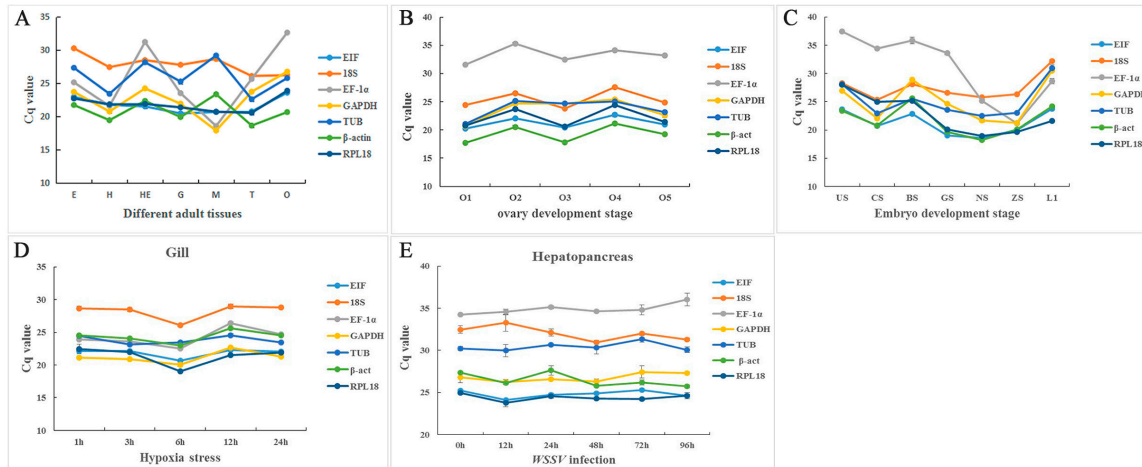 A
Cq value
35
30
25
20
15
10
E H HE G M T O
Different adult tissues
EIF
18S
EF-1α
GAPDH
TUB
β-actin
RPL18
B
Cq value
40
35
30
25
20
15
10
O1 O2 O3 O4 O5
ovary development stage
EIF
18S
EF-1α
GAPDH
TUB
β-act
RPL18
C
Cq value
40
35
30
25
20
15
10
US CS BS GS NS ZS L1
Embryo development stage
EIF
18S
EF-1α
GAPDH
TUB
β-act
RPL18
D
Gill
Cq value
35
30
25
20
15
10
1h 3h 6h 12h 24h
Hypoxia stress
EIF
18S
EF-1α
GAPDH
TUB
β-act
RPL18
E
Hepatopancreas
Cq value
40
35
30
25
20
0h 12h 24h 48h 72h 96h
WSSV infection
EIF
18S
EF-1α
GAPDH
TUB
β-act
RPL18